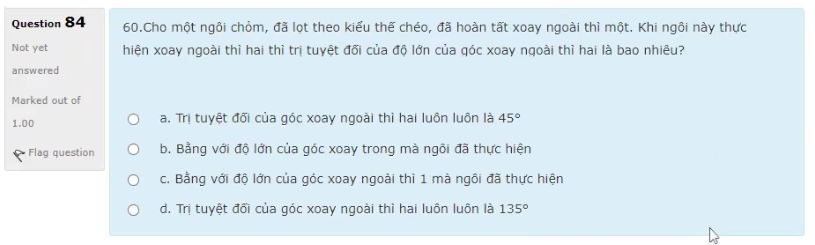 Question 84
Not yet
answered
Marked out of
1.00
Flag question
60.Cho một ngôi chỏm, đã lọt theo kiểu thế chéo, đã hoàn tất xoay ngoài thì một. Khi ngôi này thực
hiện xoay ngoài thì hai thì trị tuyệt đối của độ lớn của góc xoay ngoài thì hai là bao nhiêu?
a. Trị tuyệt đối của góc xoay ngoài thì hai luôn luôn là 45°
b. Bằng với độ lớn của góc xoay trong mà ngôi đã thực hiện
c. Bằng với độ lớn của góc xoay ngoài thì 1 mà ngôi đã thực hiện
d. Trị tuyệt đối của góc xoay ngoài thì hai luôn luôn là 135°